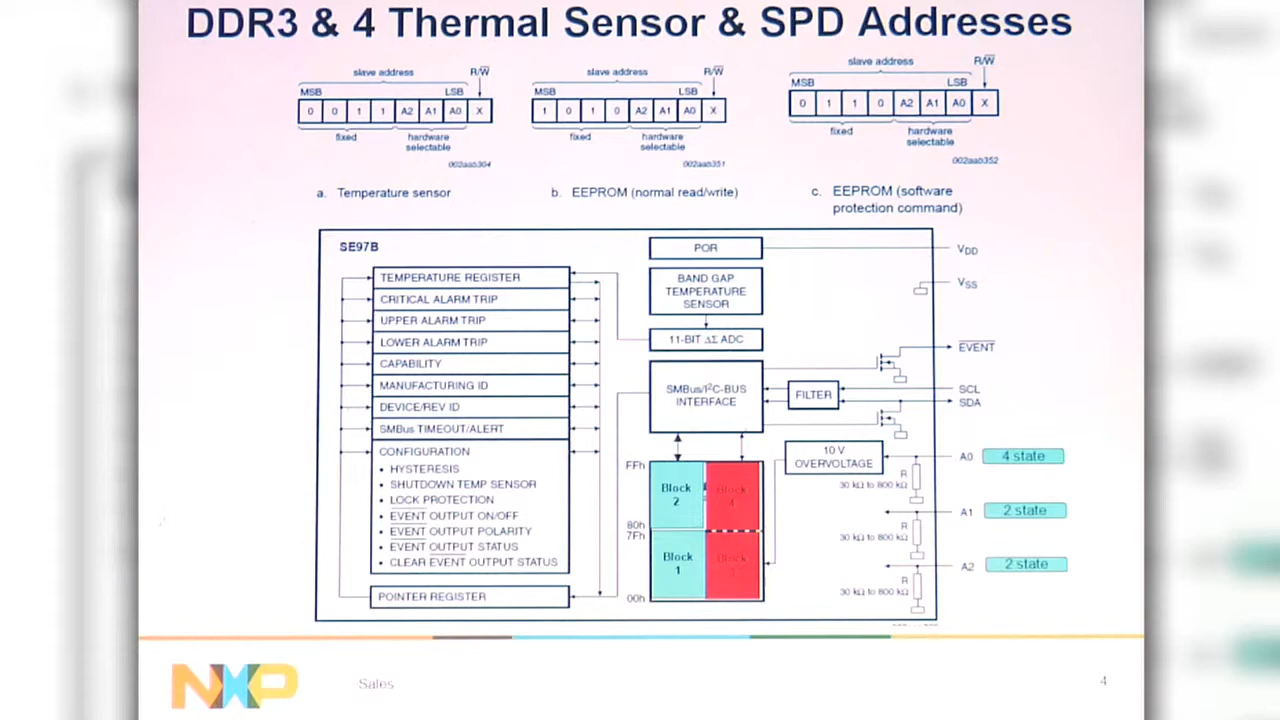 DDR3 & 4 Thermal Sensor & SPD Addresses
slave address
R/W
MSB
LSB
0 0 1 1 A2 A1 A0 X
fixed
hardware
selectable
002aab304
a. Temperature sensor
slave address
R/W
MSB
LSB
1 0 1 0 A2 A1 A0 X
fixed
hardware
selectable
002aab351
b. EEPROM (normal read/write)
slave address
R/W
MSB
LSB
0 1 1 0 A2 A1 A0 X
fixed
hardware
selectable
002aab352
c. EEPROM (software
protection command)
SE97B
TEMPERATURE REGISTER
CRITICAL ALARM TRIP
UPPER ALARM TRIP
LOWER ALARM TRIP
CAPABILITY
MANUFACTURING ID
DEVICE/REV ID
SMBus TIMEOUT/ALERT
CONFIGURATION
• HYSTERESIS
• SHUTDOWN TEMP SENSOR
• LOCK PROTECTION
• EVENT OUTPUT ON/OFF
• EVENT OUTPUT POLARITY
• EVENT OUTPUT STATUS
• CLEAR EVENT OUTPUT STATUS
POINTER REGISTER
POR
BAND GAP
TEMPERATURE
SENSOR
11-BIT ΔΣ ADC
SMBus/I²C-BUS
INTERFACE
FILTER
10 V
OVERVOLTAGE
FFh
80h
7Fh
00h
Block
2
Block
4
Block
1
Block
VDD
VSS
EVENT
SCL
SDA
A0
4 state
R
30 kΩ to 800 kΩ
A1
2 state
R
30 kΩ to 800 kΩ
A2
2 state
R
30 kΩ to 800 kΩ
NXP
Sales
4